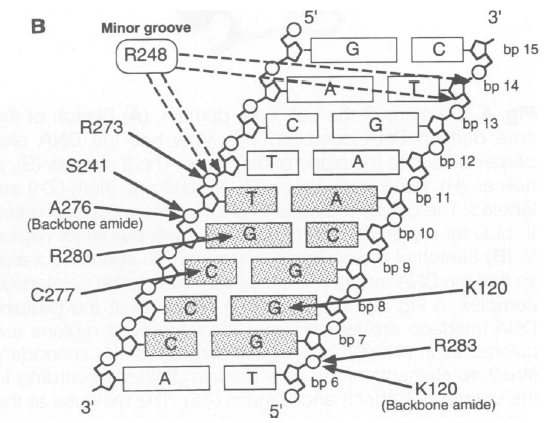 B
5'
3'
Minor groove
R248
G C bp 15
A T bp 14
C G bp 13
R273
T A bp 12
S241
T A bp 11
A276
(Backbone amide)
G C bp 10
R280
C G bp 9
C277
K120
C G bp 8
C G bp 7
R283
A T bp 6
K120
(Backbone amide)
3'
5'